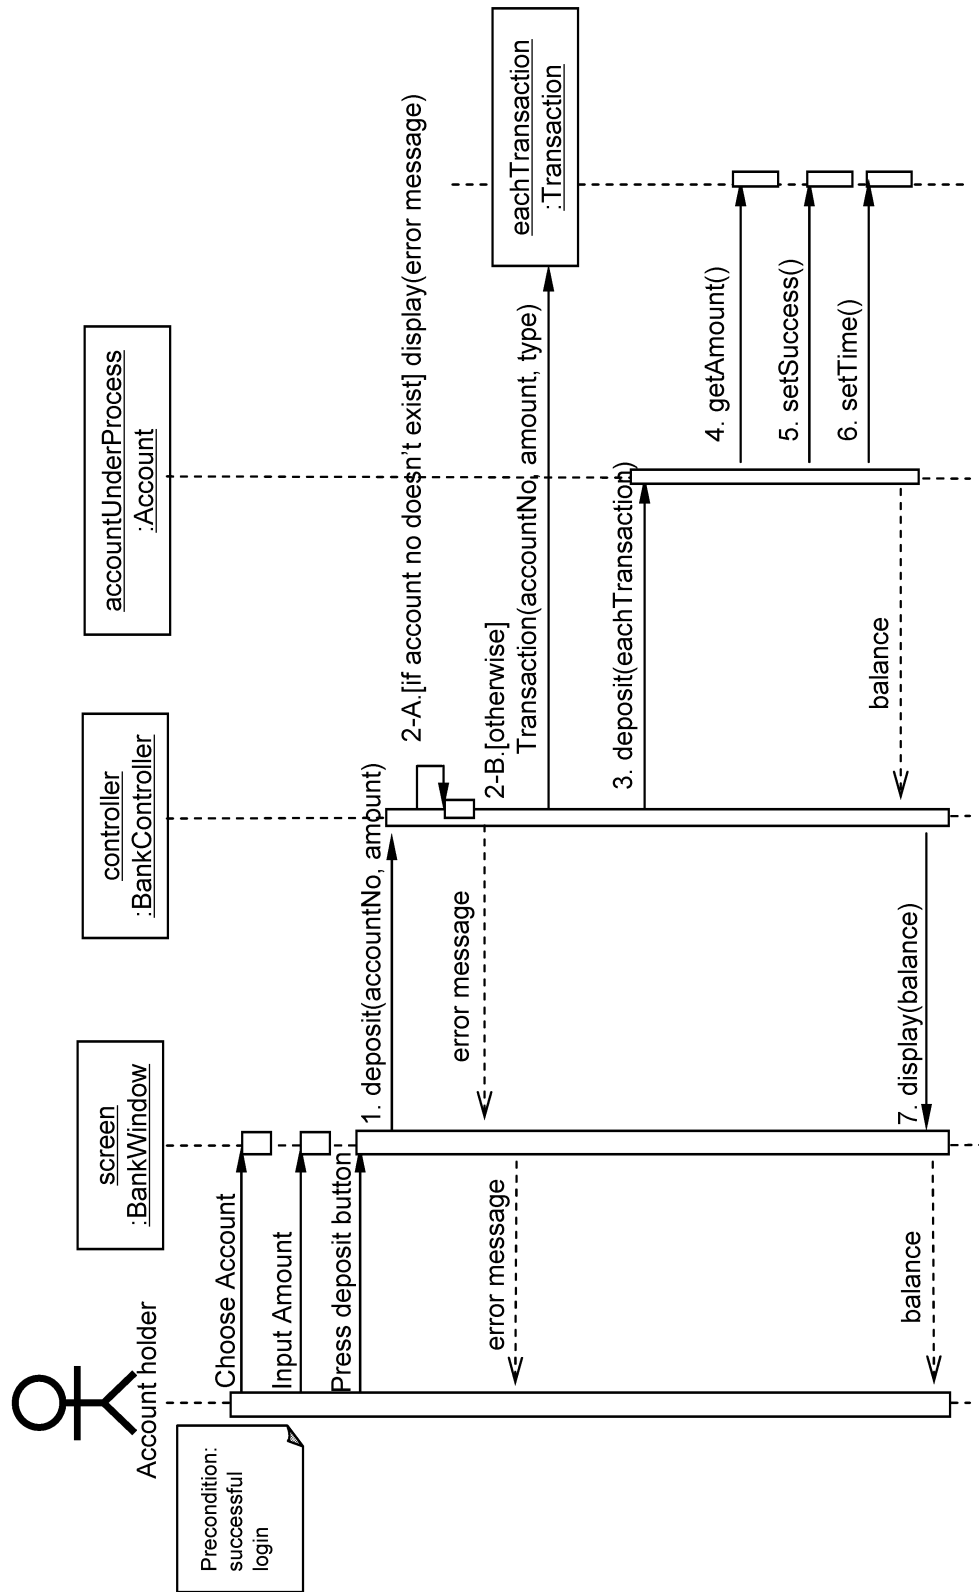 Account holder
Precondition:
successful
login
screen
:BankWindow
controller
:BankController
accountUnderProcess
:Account
Choose Account
Input Amount
Press deposit button
1. deposit(accountNo, amount)
2-A.[if account no doesn't exist] display(error message)
error message
error message
2-B.[otherwise]
Transaction(accountNo, amount, type)
eachTransaction
:Transaction
3. deposit(eachTransaction)
4. getAmount()
5. setSuccess()
6. setTime()
balance
7. display(balance)
balance